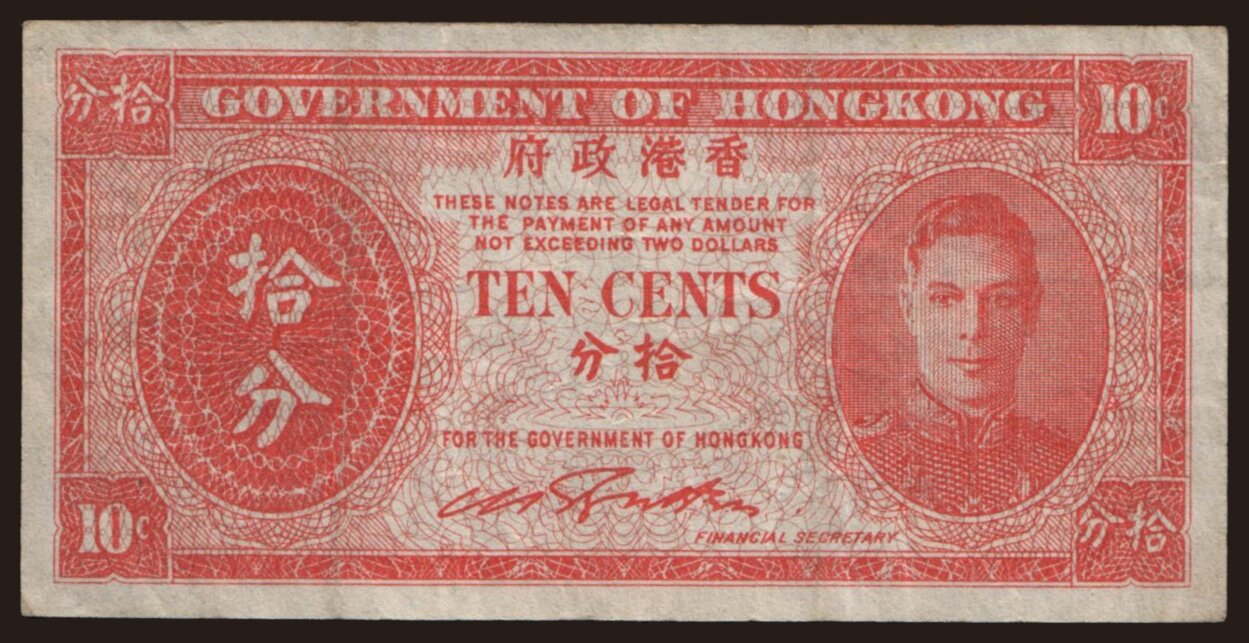 分拾
GOVERNMENT OF HONGKONG
10c
府政港香
THESE NOTES ARE LEGAL TENDER FOR
THE PAYMENT OF ANY AMOUNT
NOT EXCEEDING TWO DOLLARS
TEN CENTS
分拾
拾
分
FOR THE GOVERNMENT OF HONGKONG
FINANCIAL SECRETARY
10c
分拾